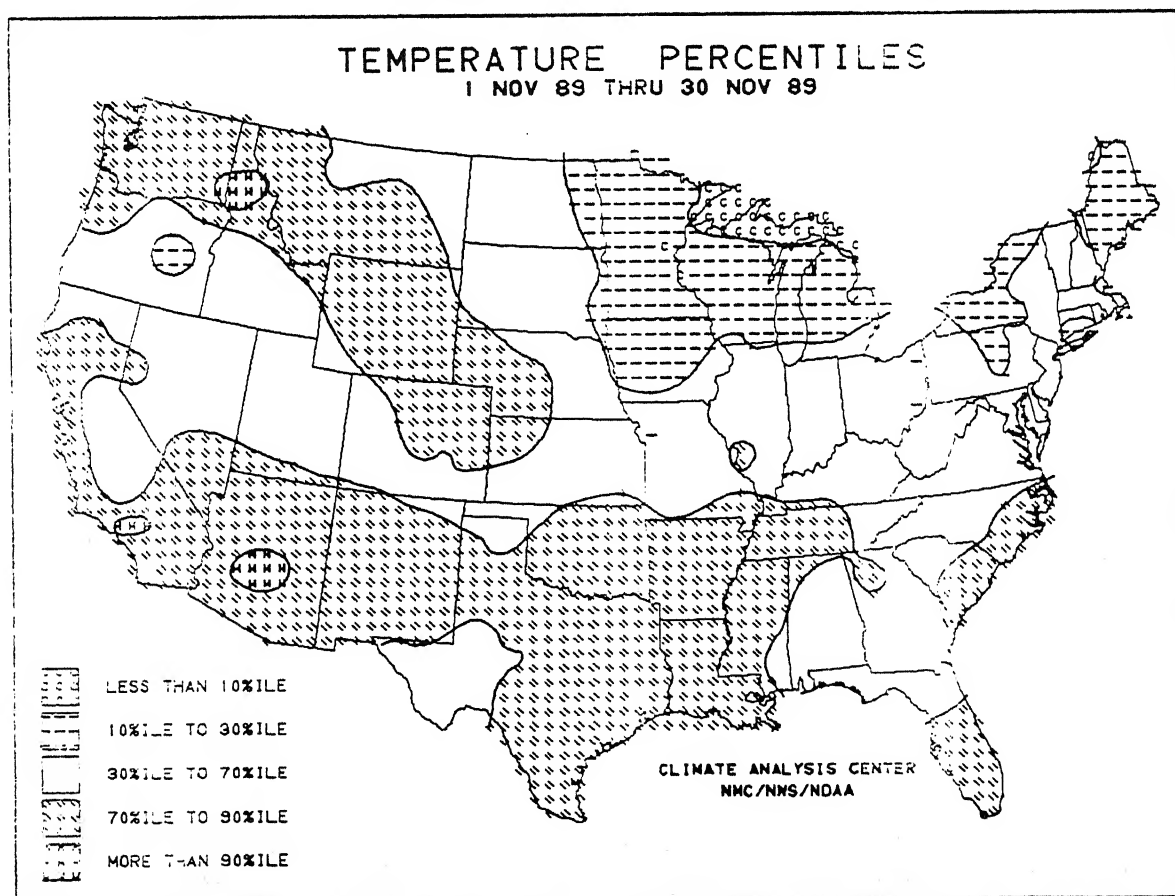 TEMPERATURE PERCENTILES
1 NOV 89 THRU 30 NOV 89
LESS THAN 10%ILE
10%ILE TO 30%ILE
30%ILE TO 70%ILE
70%ILE TO 90%ILE
MORE THAN 90%ILE
CLIMATE ANALYSIS CENTER
NMC/NWS/NOAA